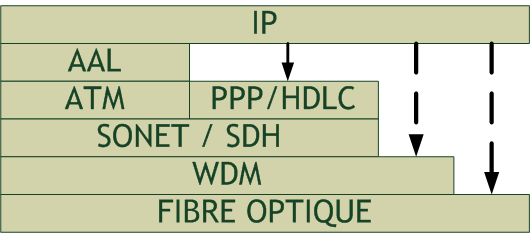 IP
AAL
ATM PPP/HDLC
SONET / SDH
WDM
FIBRE OPTIQUE